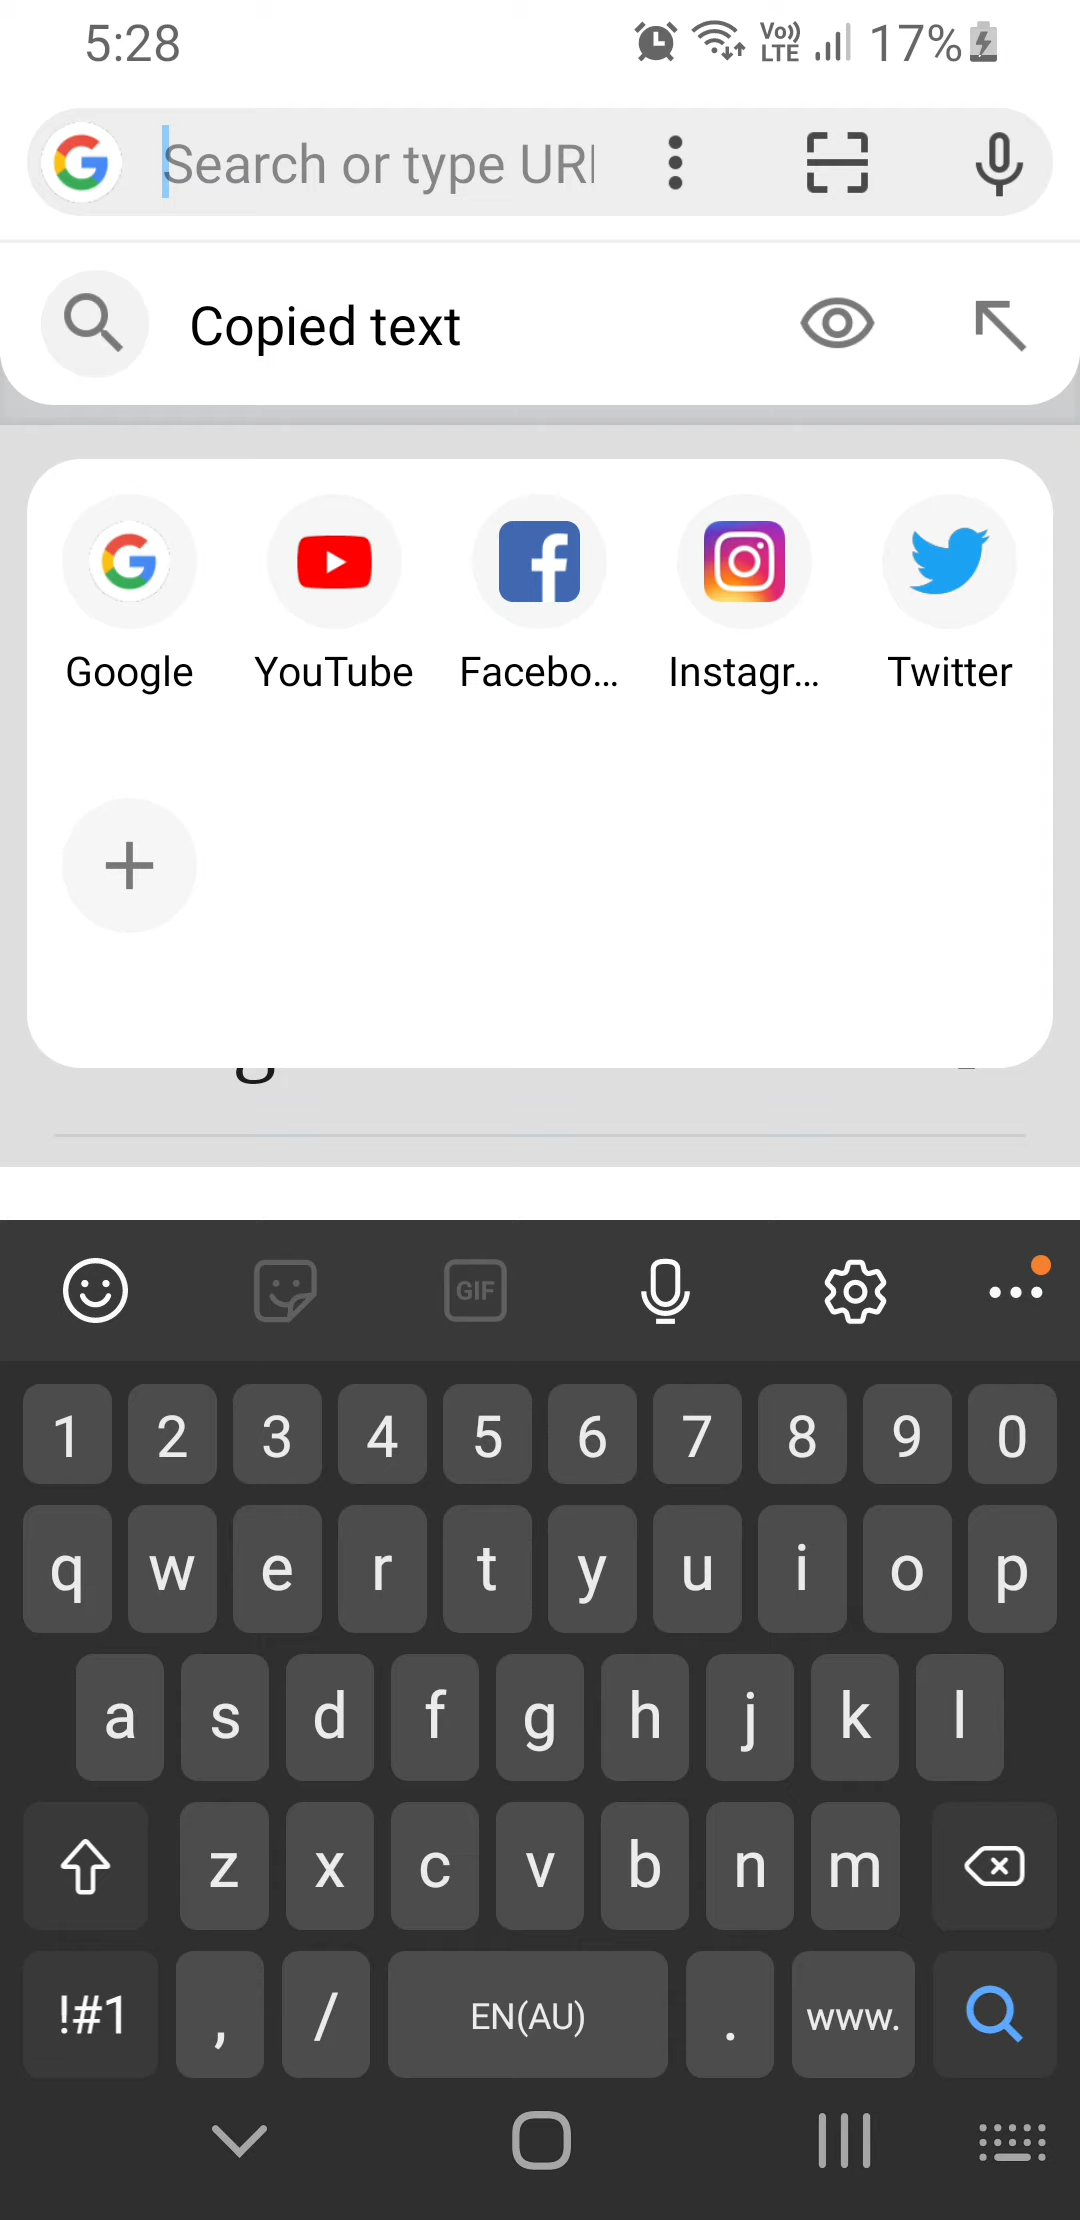 5:28 Vo)) LTE 17%
Search or type URL
Copied text
Google YouTube Facebo... Instagr... Twitter
GIF
1 2 3 4 5 6 7 8 9 0
q w e r t y u i o p
a s d f g h j k l
z x c v b n m
!#1 , / EN(AU) . www.